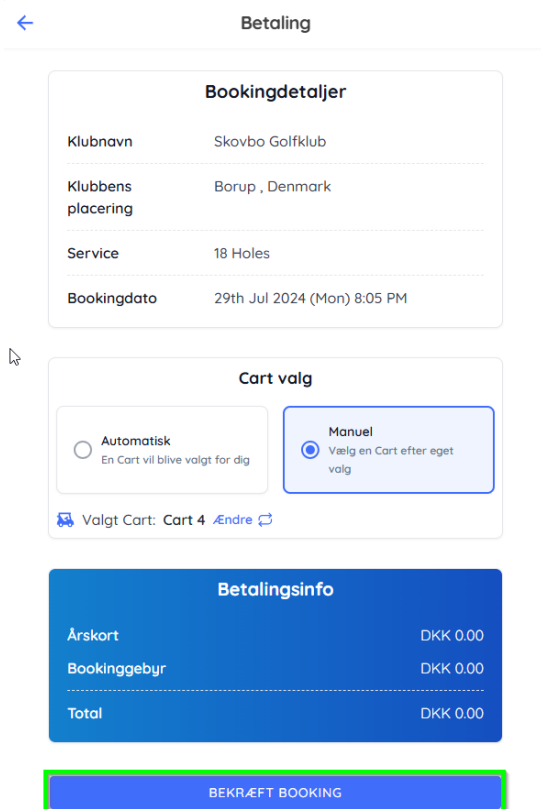 Betaling
Bookingdetaljer
Klubnavn Skovbo Golfklub
Klubbens Borup , Denmark
placering
Service 18 Holes
Bookingdato 29th Jul 2024 (Mon) 8:05 PM
Cart valg
Automatisk
En Cart vil blive valgt for dig
Manuel
Vælg en Cart efter eget
valg
Valgt Cart: Cart 4 Ændre
Betalingsinfo
Årskort DKK 0.00
Bookinggebyr DKK 0.00
Total DKK 0.00
BEKRÆFT BOOKING